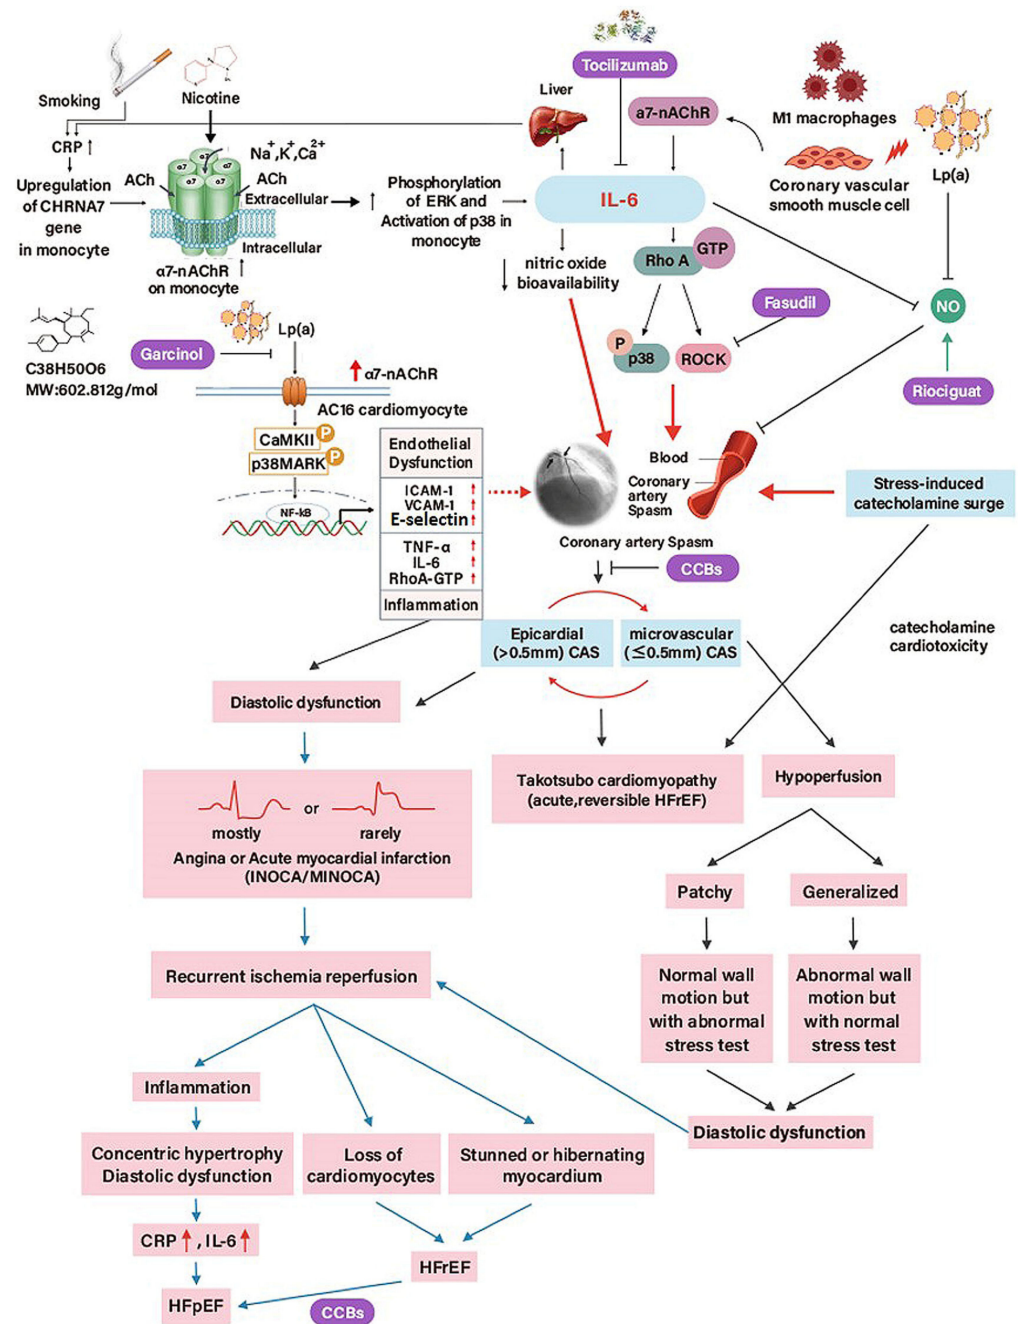 Smoking
Nicotine
Tocilizumab
Liver
a7-nAChR
M1 macrophages
Lp(a)
CRP ↑
α7
α7
α7
α7
α7
Na⁺,K⁺,Ca²⁺
ACh
ACh
Extracellular
Intracellular
Upregulation
of CHRNA7
gene
in monocyte
α7-nAChR ↑
on monocyte
↑ Phosphorylation
of ERK and
Activation of p38 in
monocyte
IL-6
Coronary vascular
smooth muscle cell
↓ nitric oxide
bioavailability
Rho A
GTP
NO
Fasudil
P
p38
ROCK
Riociguat
C38H50O6
MW:602.812g/mol
Garcinol
Lp(a)
↑ α7-nAChR
AC16 cardiomyocyte
CaMKII
P
p38MARK
P
NF-kB
Endothelial
Dysfunction
ICAM-1 ↑
VCAM-1 ↑
E-selectin ↑
TNF-α ↑
IL-6 ↑
RhoA-GTP ↑
Inflammation
Blood
Coronary
artery
Spasm
Stress-induced
catecholamine surge
Coronary artery Spasm
CCBs
Epicardial
(>0.5mm) CAS
microvascular
(≤0.5mm) CAS
catecholamine
cardiotoxicity
Diastolic dysfunction
Takotsubo cardiomyopathy
(acute,reversible HFrEF)
Hypoperfusion
or
mostly
rarely
Angina or Acute myocardial infarction
(INOCA/MINOCA)
Patchy
Generalized
Recurrent ischemia reperfusion
Normal wall
motion but
with abnormal
stress test
Abnormal wall
motion but
with normal
stress test
Inflammation
Diastolic dysfunction
Concentric hypertrophy
Diastolic dysfunction
Loss of
cardiomyocytes
Stunned or hibernating
myocardium
CRP ↑ , IL-6 ↑
HFrEF
HFpEF
CCBs